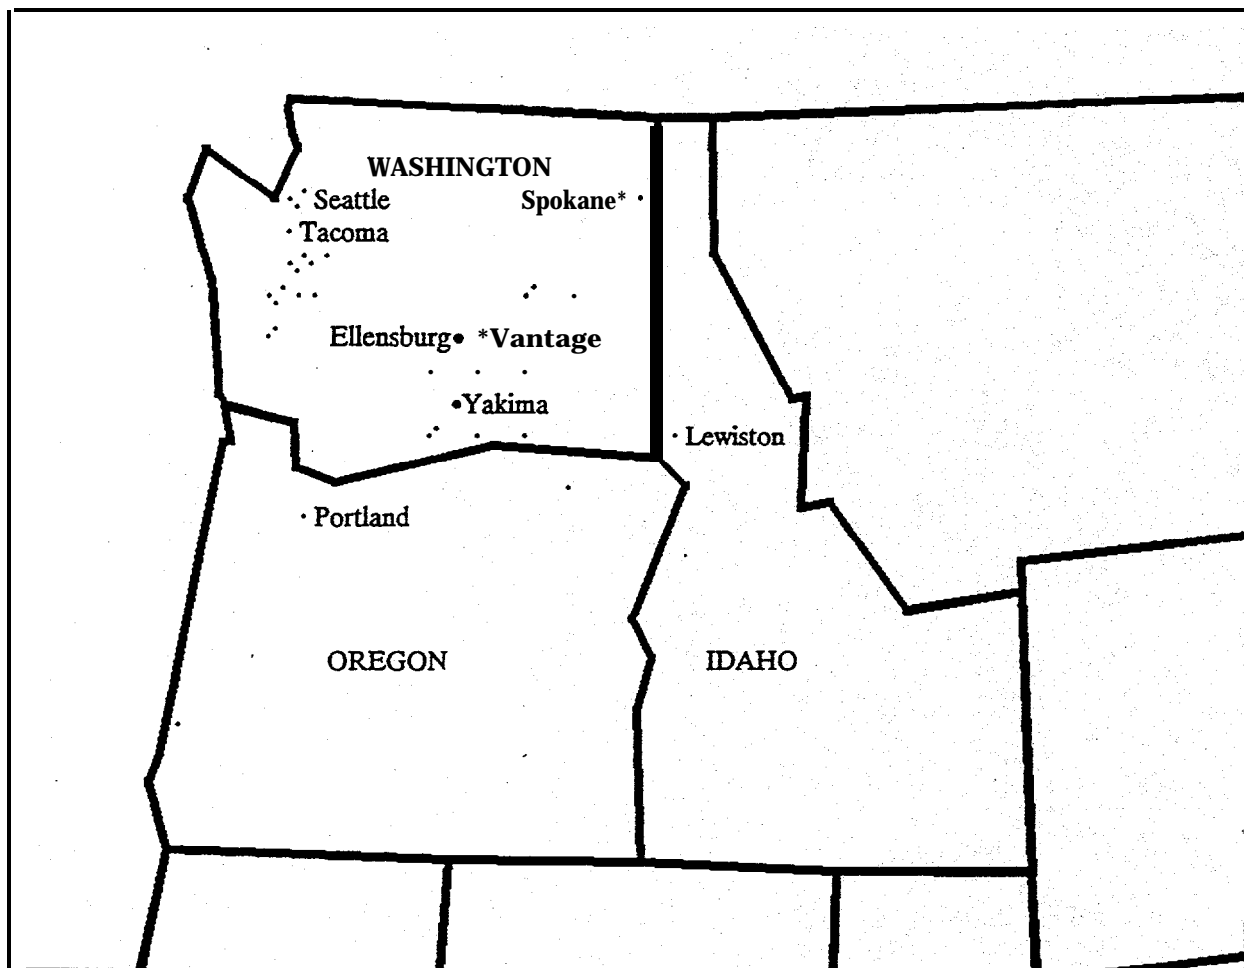 WASHINGTON
Seattle
Spokane*
Tacoma
Ellensburg
*Vantage
Yakima
Lewiston
Portland
OREGON
IDAHO